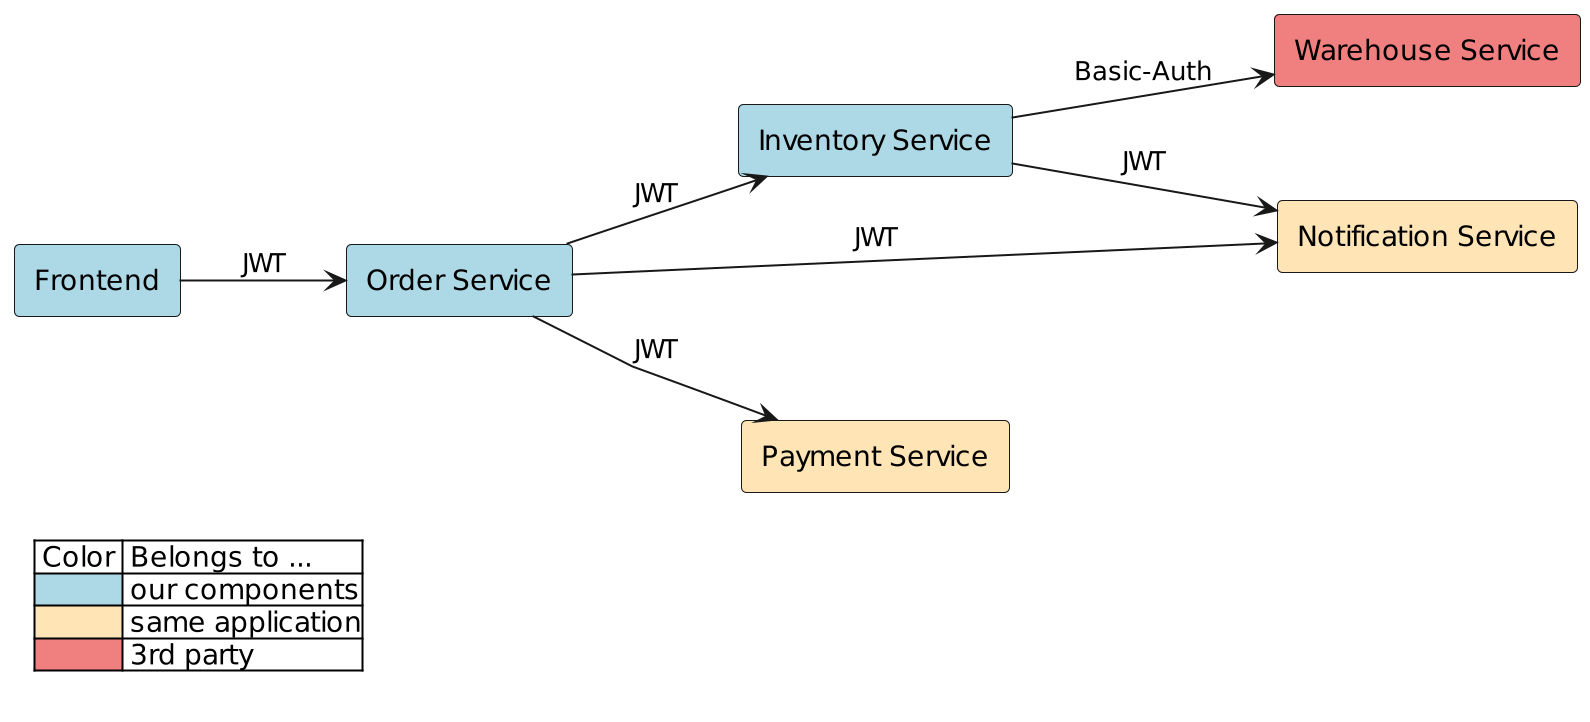 Warehouse Service
Basic-Auth
Inventory Service
JWT
JWT
Notification Service
JWT
Frontend
JWT
Order Service
JWT
Payment Service
Color Belongs to ...
our components
same application
3rd party